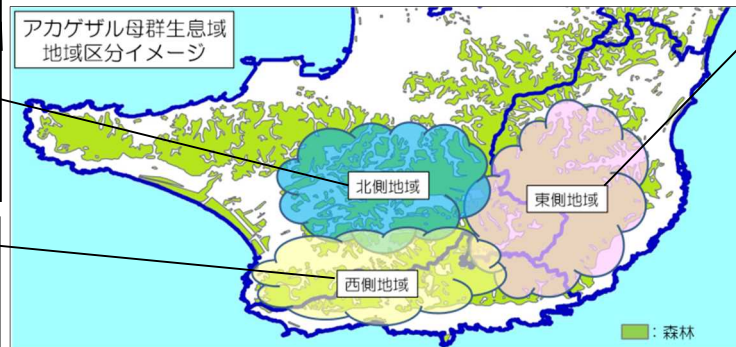 アカゲザル母群生息域
地域区分イメージ
北側地域
東側地域
西側地域
：森林